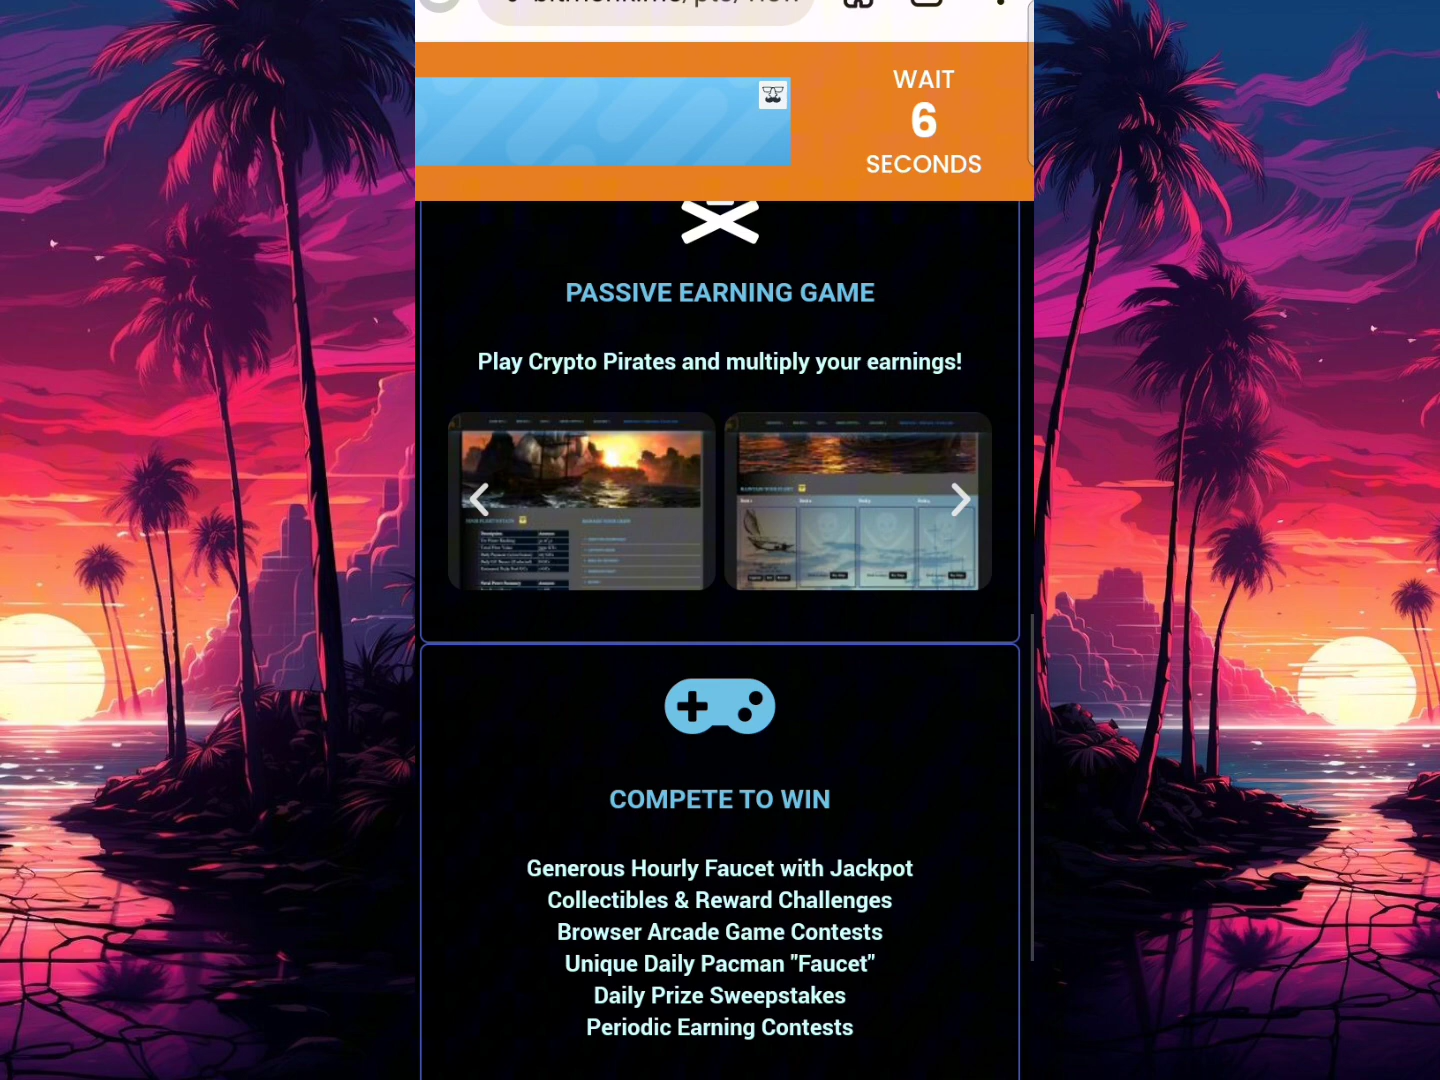 WAIT
6
SECONDS
PASSIVE EARNING GAME
Play Crypto Pirates and multiply your earnings!
COMPETE TO WIN
Generous Hourly Faucet with Jackpot
Collectibles & Reward Challenges
Browser Arcade Game Contests
Unique Daily Pacman "Faucet"
Daily Prize Sweepstakes
Periodic Earning Contests